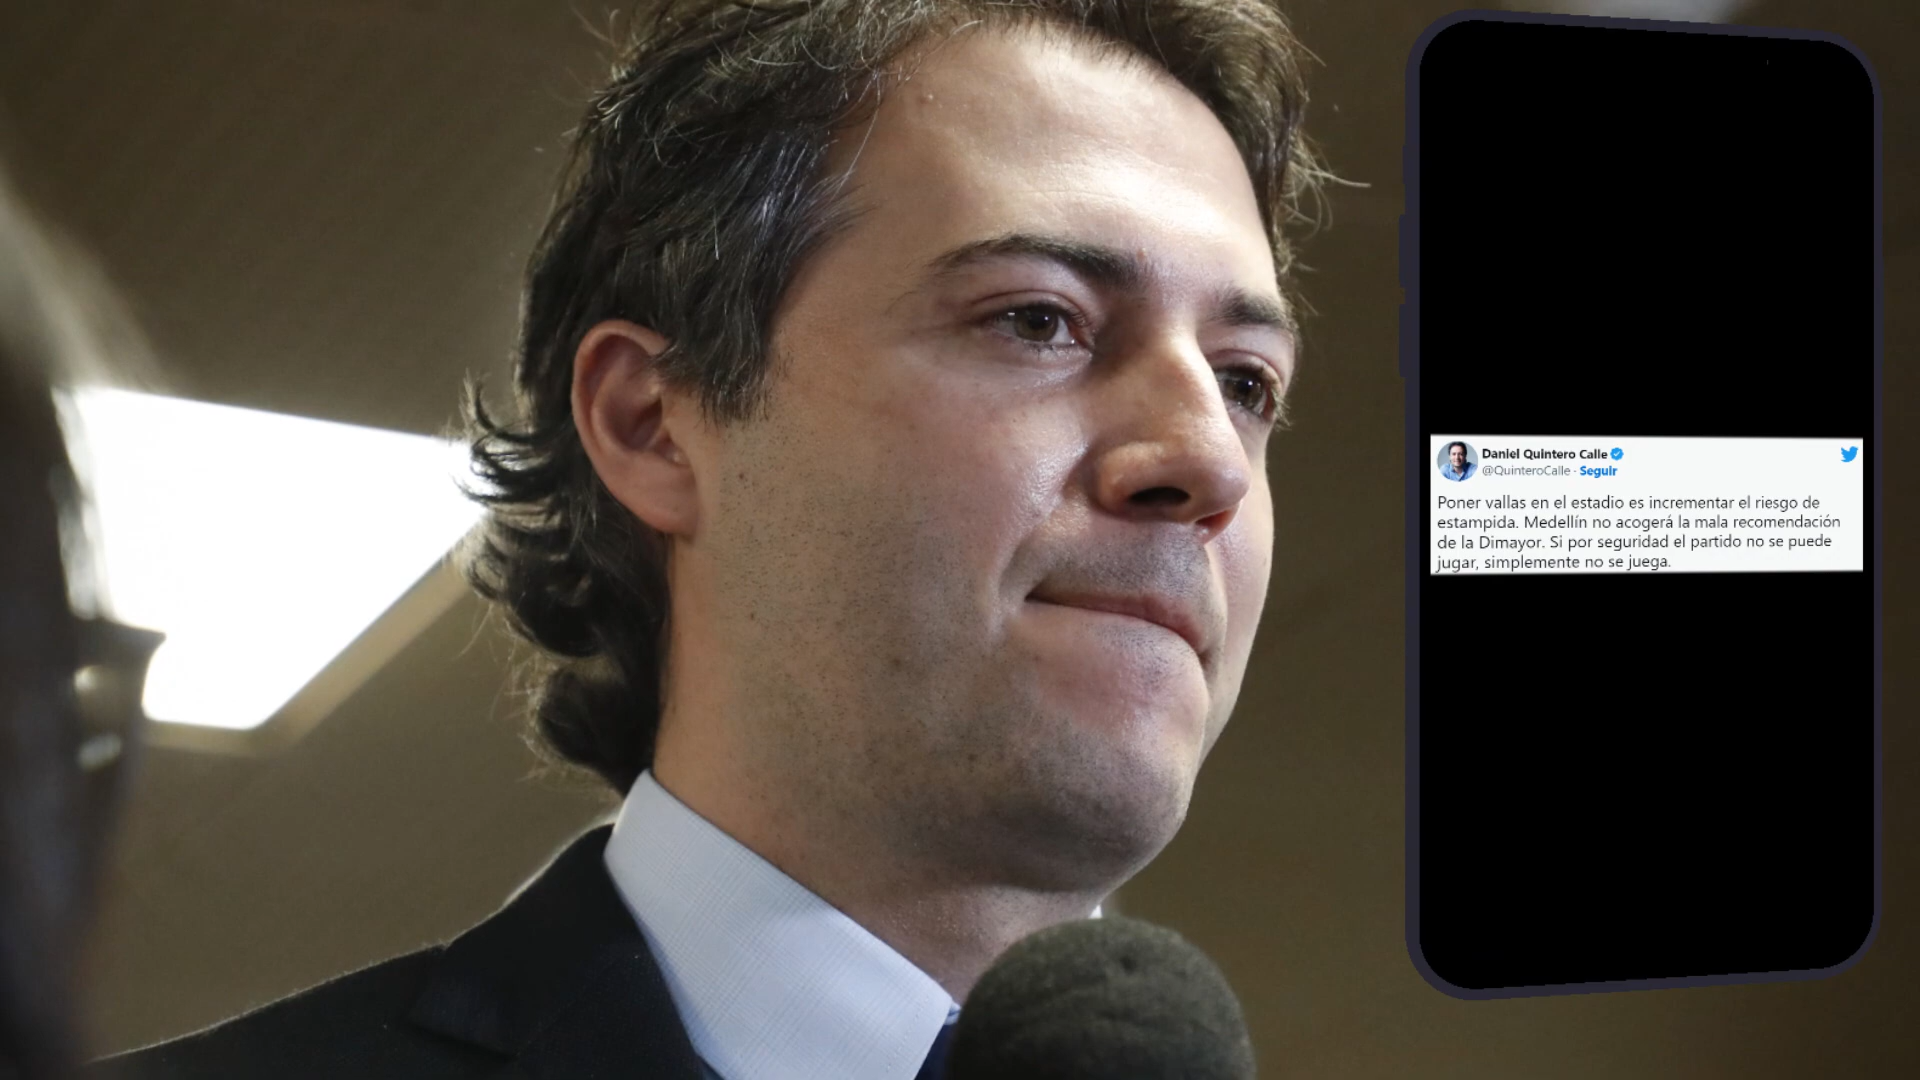 Daniel Quintero Calle
@QuinteroCalle · Seguir
Poner vallas en el estadio es incrementar el riesgo de
estampida. Medellín no acogerá la mala recomendación
de la Dimayor. Si por seguridad el partido no se puede
jugar, simplemente no se juega.